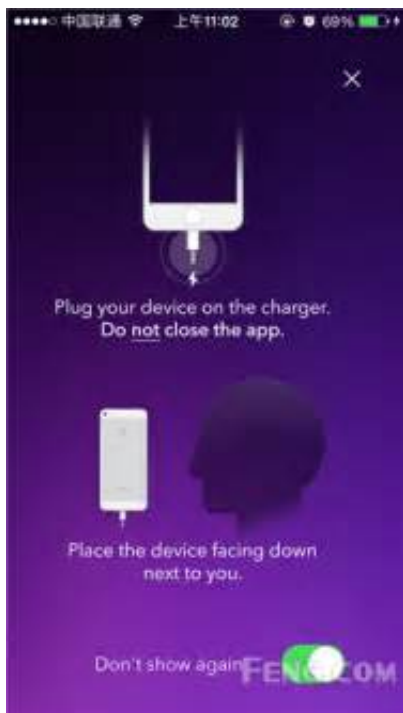 中国联通 上午11:02 69%
Plug your device on the charger.
Do not close the app.
Place the device facing down
next to you.
Don't show again
FENG.COM